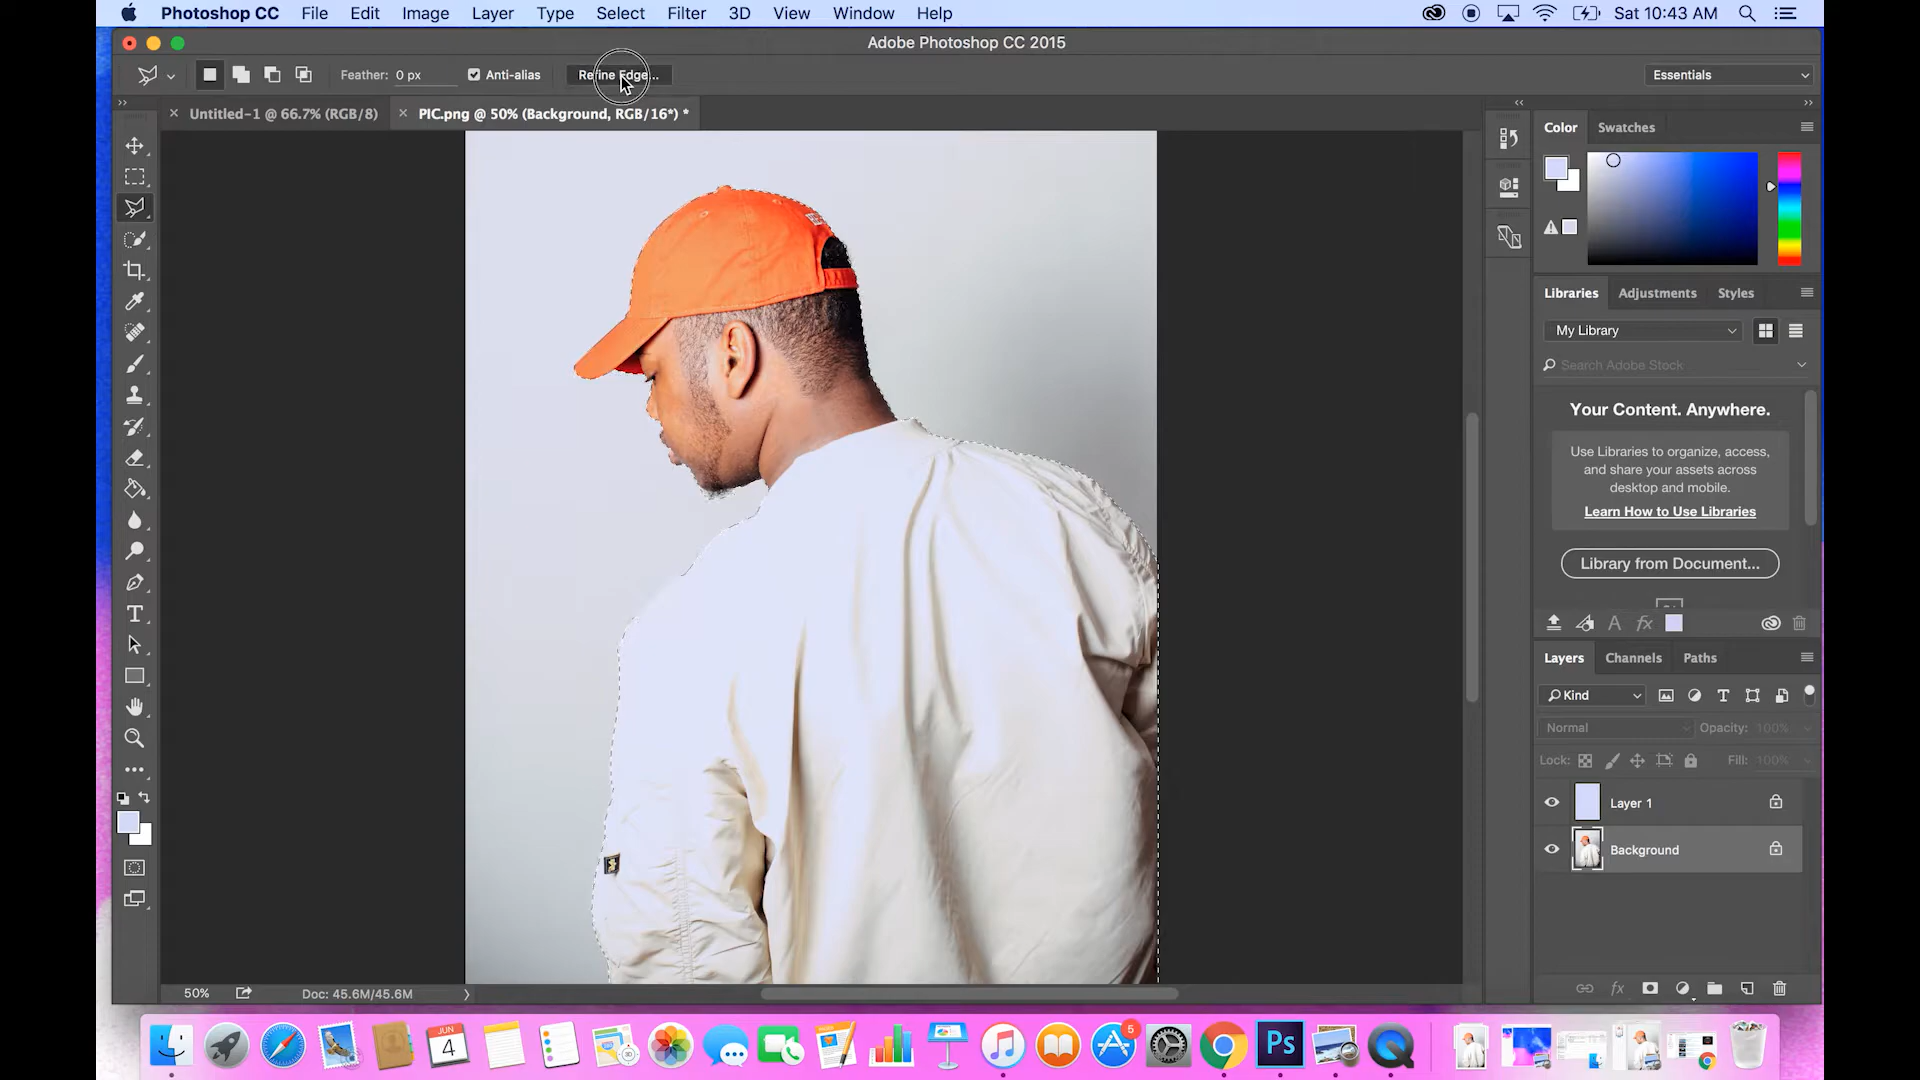 Photoshop CC File Edit Image Layer Type Select Filter 3D View Window Help Sat 10:43 AM
Adobe Photoshop CC 2015
Feather: 0 px Anti-alias Refine Edge... Essentials
Untitled-1 @ 66.7% (RGB/8) PIC.png @ 50% (Background, RGB/16*) *
Color Swatches
Libraries Adjustments Styles
My Library
Search Adobe Stock
Your Content. Anywhere.
Use Libraries to organize, access,
and share your assets across
desktop and mobile.
Learn How to Use Libraries
Library from Document...
Layers Channels Paths
Kind
Normal Opacity: 100%
Lock: Fill: 100%
Layer 1
Background
50% Doc: 45.6M/45.6M
JUN
4
30
5
Ps